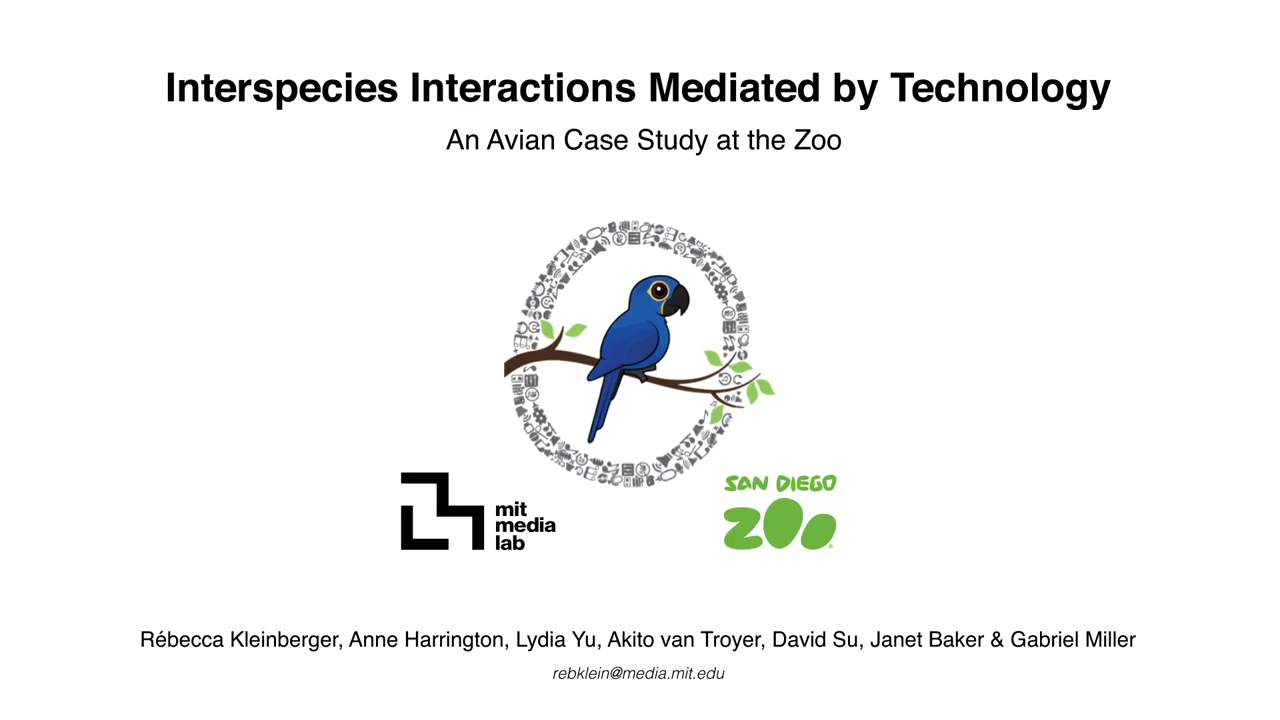 Interspecies Interactions Mediated by Technology
An Avian Case Study at the Zoo
mit
media
lab
SAN DIEGO
ZOO
Rébecca Kleinberger, Anne Harrington, Lydia Yu, Akito van Troyer, David Su, Janet Baker & Gabriel Miller
rebklein@media.mit.edu